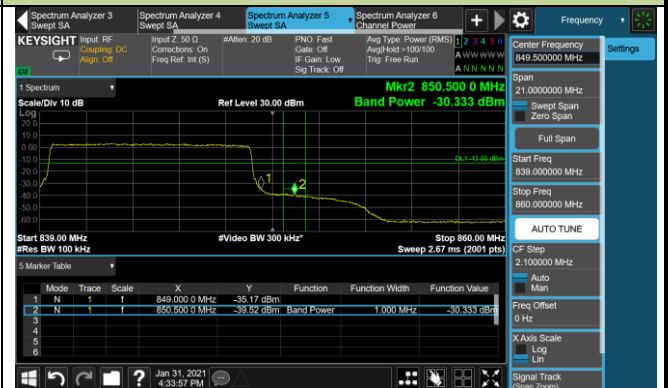 Spectrum Analyzer 3
Swept SA
Spectrum Analyzer 4
Swept SA
Spectrum Analyzer 5
Swept SA
Spectrum Analyzer 6
Channel Power
+
Frequency
KEYSIGHT
Input: RF
Coupling: DC
Align: Off
Input Z: 50 Ω
Corrections: On
Freq Ref: Int (S)
#Atten: 20 dB
PNO: Fast
Gate: Off
IF Gain: Low
Sig Track: Off
Avg Type: Power (RMS)
Avg|Hold:>100/100
Trig: Free Run
1 2 3 4 5 6
A W W W W W
A N N N N N
Center Frequency
849.500000 MHz
Settings
Span
21.0000000 MHz
Swept Span
Zero Span
Full Span
Start Freq
839.000000 MHz
Stop Freq
860.000000 MHz
AUTO TUNE
CF Step
2.100000 MHz
Auto
Man
Freq Offset
0 Hz
X Axis Scale
Log
Lin
Signal Track
(Span Zoom)
1 Spectrum
Scale/Div 10 dB
Ref Level 30.00 dBm
Mkr2 850.500 0 MHz
Band Power -30.333 dBm
Log
20.0
10.0
0.00
-10.0
-20.0
-30.0
-40.0
-50.0
-60.0
DL1 -13.00 dBm
1
2
Start 839.00 MHz
#Video BW 300 kHz*
Stop 860.00 MHz
#Res BW 100 kHz
Sweep 2.67 ms (2001 pts)
5 Marker Table
Mode Trace Scale X Y Function Function Width Function Value
1 N 1 f 849.000 0 MHz -35.17 dBm
2 N 1 f 850.500 0 MHz -39.52 dBm Band Power 1.000 MHz -30.333 dBm
3
4
5
6
?
Jan 31, 2021
4:33:57 PM